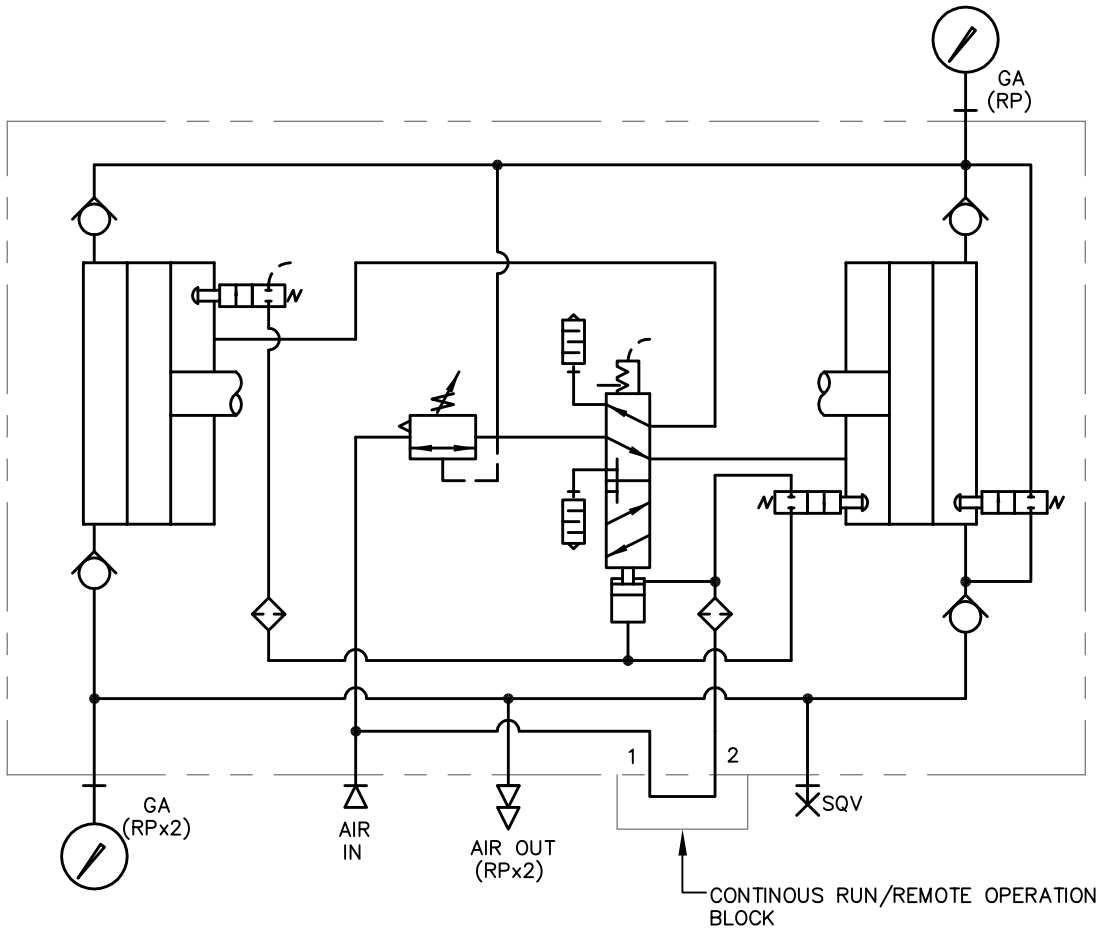 GA
(RP)
1
2
GA
(RPx2)
AIR
IN
AIR OUT
(RPx2)
SQV
CONTINOUS RUN/REMOTE OPERATION
BLOCK